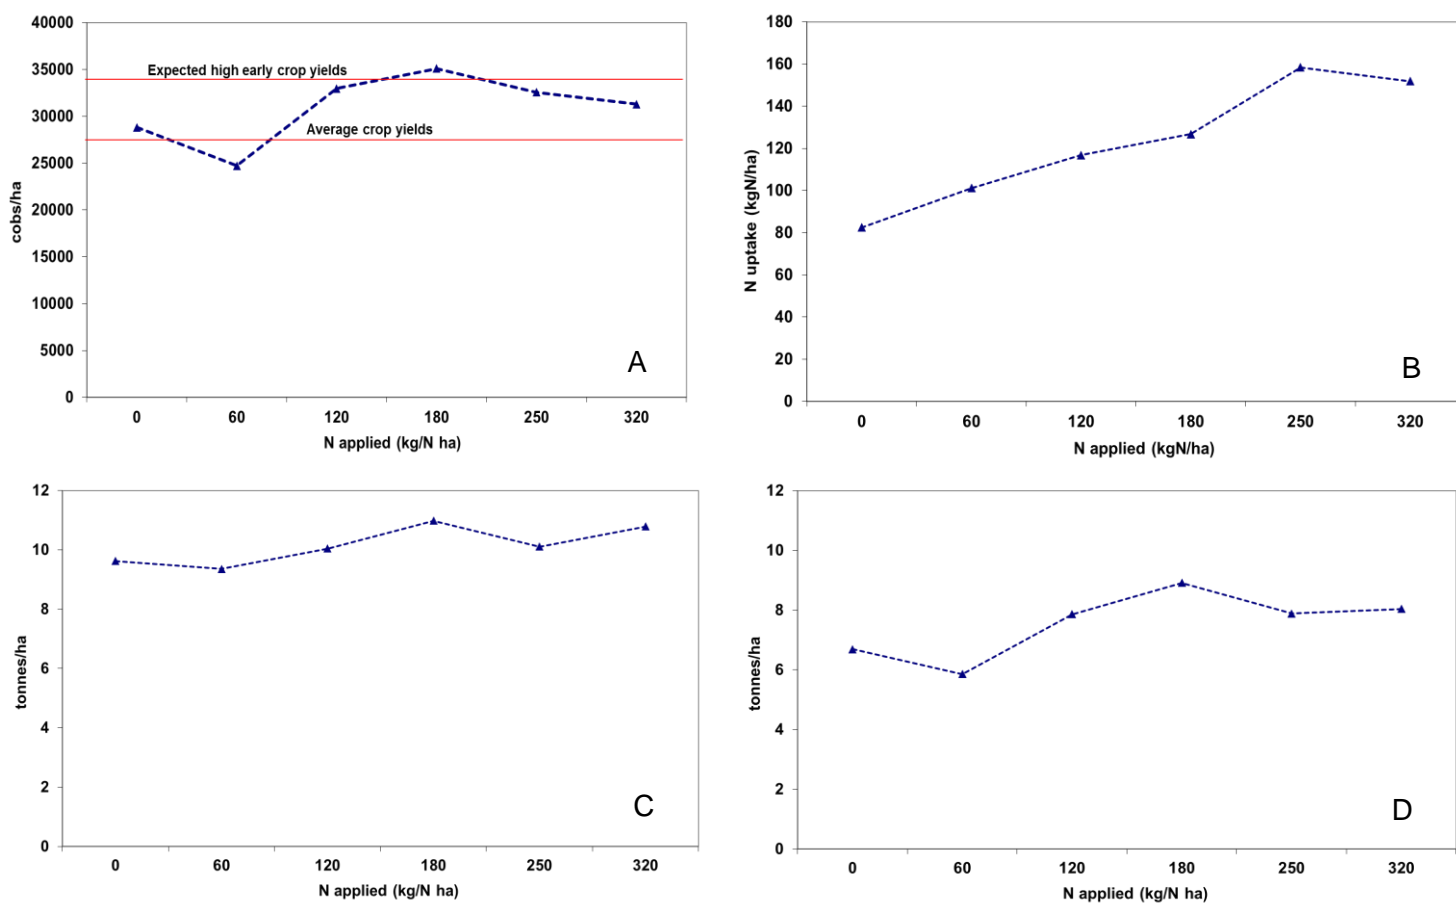 40000
35000
30000
25000
20000
15000
10000
5000
0
cobs/ha
Expected high early crop yields
Average crop yields
A
0 60 120 180 250 320
N applied (kg/N ha)
180
160
140
120
100
80
60
40
20
0
N uptake (kgN/ha)
B
0 60 120 180 250 320
N applied (kgN/ha)
12
10
8
6
4
2
0
tonnes/ha
C
0 60 120 180 250 320
N applied (kg/N ha)
12
10
8
6
4
2
0
tonnes/ha
D
0 60 120 180 250 320
N applied (kg/N ha)